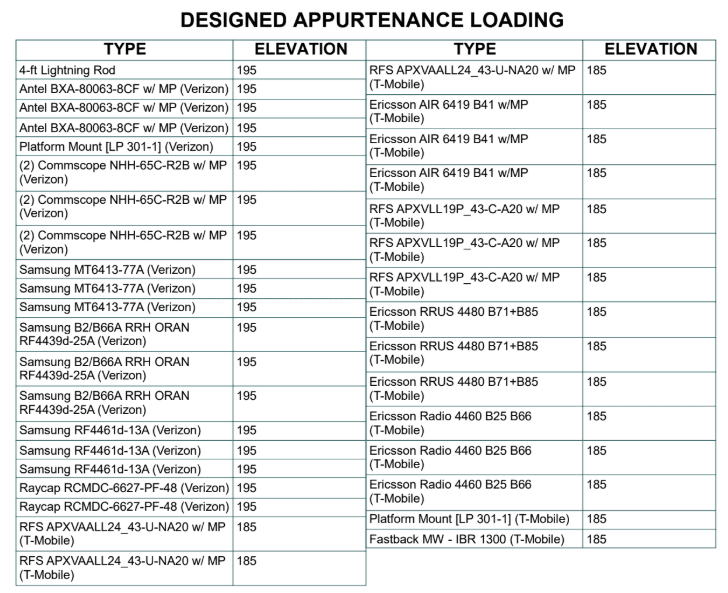 DESIGNED APPURTENANCE LOADING
TYPE ELEVATION
4-ft Lightning Rod 195
Antel BXA-80063-8CF w/ MP (Verizon) 195
Antel BXA-80063-8CF w/ MP (Verizon) 195
Antel BXA-80063-8CF w/ MP (Verizon) 195
Platform Mount [LP 301-1] (Verizon) 195
(2) Commscope NHH-65C-R2B w/ MP 195
(Verizon)
(2) Commscope NHH-65C-R2B w/ MP 195
(Verizon)
(2) Commscope NHH-65C-R2B w/ MP 195
(Verizon)
Samsung MT6413-77A (Verizon) 195
Samsung MT6413-77A (Verizon) 195
Samsung MT6413-77A (Verizon) 195
Samsung B2/B66A RRH ORAN 195
RF4439d-25A (Verizon)
Samsung B2/B66A RRH ORAN 195
RF4439d-25A (Verizon)
Samsung B2/B66A RRH ORAN 195
RF4439d-25A (Verizon)
Samsung RF4461d-13A (Verizon) 195
Samsung RF4461d-13A (Verizon) 195
Samsung RF4461d-13A (Verizon) 195
Raycap RCMDC-6627-PF-48 (Verizon) 195
Raycap RCMDC-6627-PF-48 (Verizon) 195
RFS APXVAALL24_43-U-NA20 w/ MP 185
(T-Mobile)
RFS APXVAALL24_43-U-NA20 w/ MP 185
(T-Mobile)
TYPE ELEVATION
RFS APXVAALL24_43-U-NA20 w/ MP 185
(T-Mobile)
Ericsson AIR 6419 B41 w/MP 185
(T-Mobile)
Ericsson AIR 6419 B41 w/MP 185
(T-Mobile)
Ericsson AIR 6419 B41 w/MP 185
(T-Mobile)
RFS APXVLL19P_43-C-A20 w/ MP 185
(T-Mobile)
RFS APXVLL19P_43-C-A20 w/ MP 185
(T-Mobile)
RFS APXVLL19P_43-C-A20 w/ MP 185
(T-Mobile)
Ericsson RRUS 4480 B71+B85 185
(T-Mobile)
Ericsson RRUS 4480 B71+B85 185
(T-Mobile)
Ericsson RRUS 4480 B71+B85 185
(T-Mobile)
Ericsson Radio 4460 B25 B66 185
(T-Mobile)
Ericsson Radio 4460 B25 B66 185
(T-Mobile)
Ericsson Radio 4460 B25 B66 185
(T-Mobile)
Platform Mount [LP 301-1] (T-Mobile) 185
Fastback MW - IBR 1300 (T-Mobile) 185